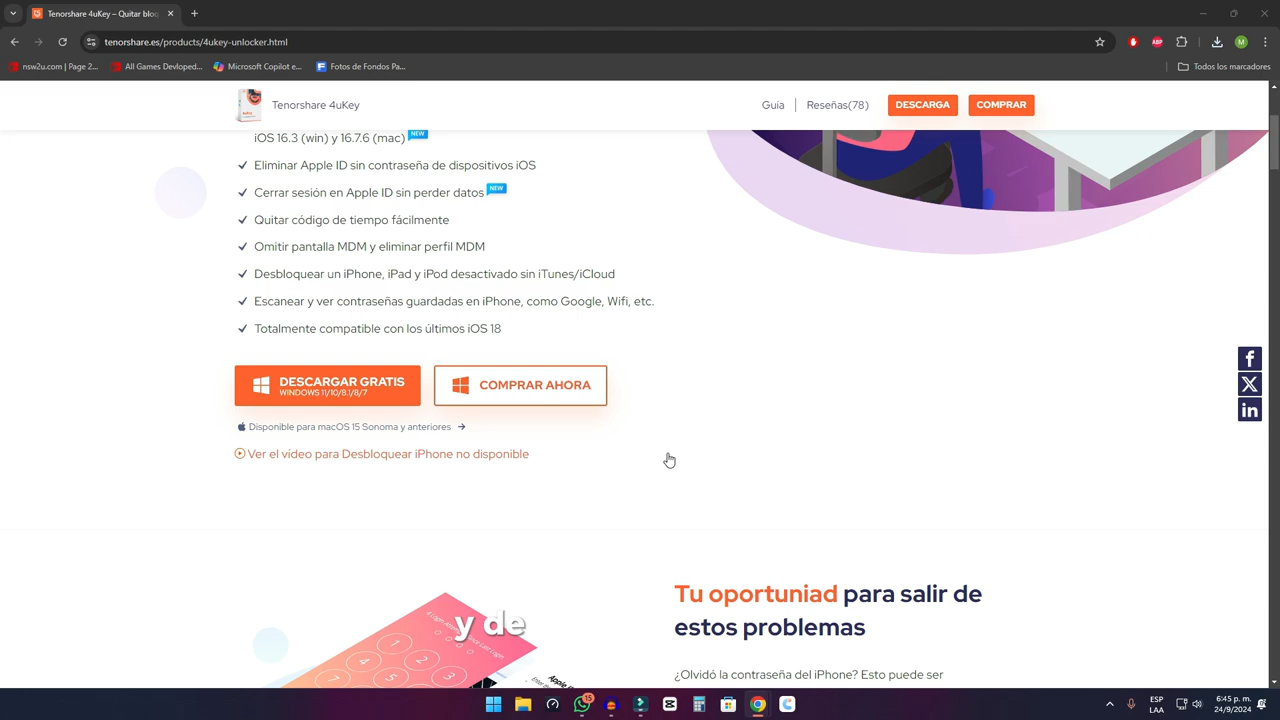 Tenorshare 4uKey – Quitar bloq
tenorshare.es/products/4ukey-unlocker.html
nsw2u.com | Page 2...
All Games Devloped...
Microsoft Copilot e...
Fotos de Fondos Pa...
Todos los marcadores
Tenorshare 4uKey
Guía
Reseñas(78)
DESCARGA
COMPRAR
iOS 16.3 (win) y 16.7.6 (mac) NEW
Eliminar Apple ID sin contraseña de dispositivos iOS
Cerrar sesión en Apple ID sin perder datos NEW
Quitar código de tiempo fácilmente
Omitir pantalla MDM y eliminar perfil MDM
Desbloquear un iPhone, iPad y iPod desactivado sin iTunes/iCloud
Escanear y ver contraseñas guardadas en iPhone, como Google, Wifi, etc.
Totalmente compatible con los últimos iOS 18
DESCARGAR GRATIS
WINDOWS 11/10/8.1/8/7
COMPRAR AHORA
Disponible para macOS 15 Sonoma y anteriores →
Ver el vídeo para Desbloquear iPhone no disponible
Tu oportuniad para salir de
estos problemas
¿Olvidó la contraseña del iPhone? Esto puede ser
y de
1
2
3
4
7
ESP
LAA
6:45 p. m.
24/9/2024